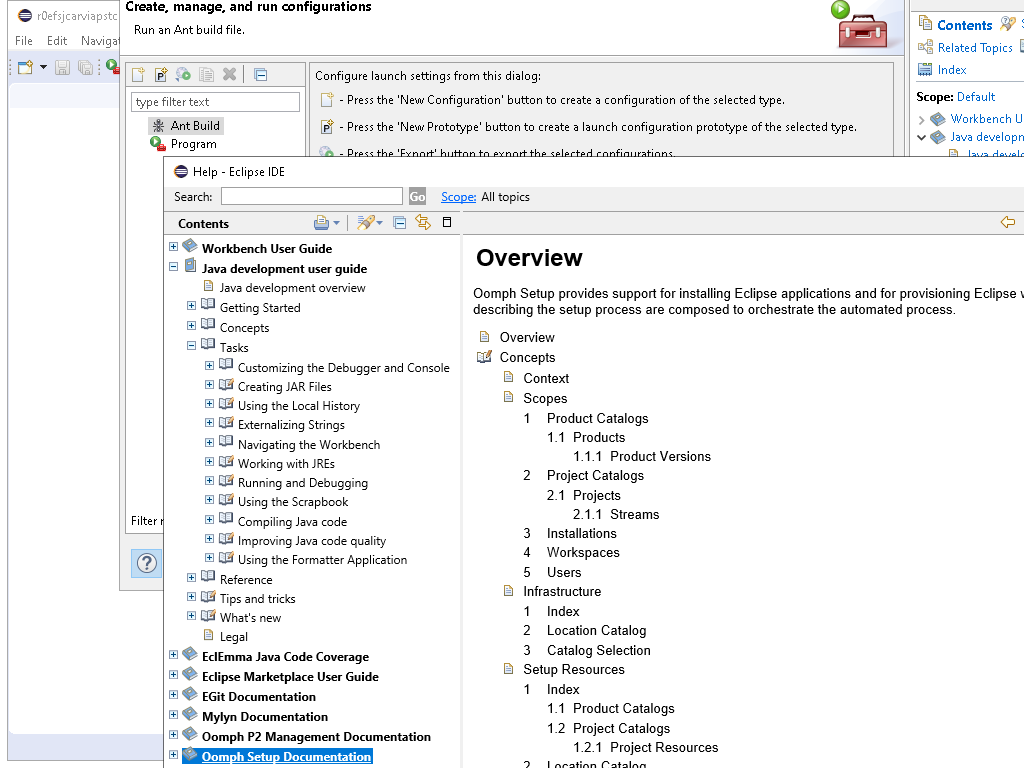 r0efsjcarviapstc
File Edit Navigat
Create, manage, and run configurations
Run an Ant build file.
type filter text
Ant Build
Program
Configure launch settings from this dialog:
- Press the 'New Configuration' button to create a configuration of the selected type.
- Press the 'New Prototype' button to create a launch configuration prototype of the selected type.
- Press the 'Export' button to export the selected configurations.
Filter
Contents
Related Topics
Index
Scope: Default
Workbench U
Java developn
Java develo
Help - Eclipse IDE
Search: Go Scope: All topics
Contents
Workbench User Guide
Java development user guide
Java development overview
Getting Started
Concepts
Tasks
Customizing the Debugger and Console
Creating JAR Files
Using the Local History
Externalizing Strings
Navigating the Workbench
Working with JREs
Running and Debugging
Using the Scrapbook
Compiling Java code
Improving Java code quality
Using the Formatter Application
Reference
Tips and tricks
What's new
Legal
EclEmma Java Code Coverage
Eclipse Marketplace User Guide
EGit Documentation
Mylyn Documentation
Oomph P2 Management Documentation
Oomph Setup Documentation
Overview
Oomph Setup provides support for installing Eclipse applications and for provisioning Eclipse
describing the setup process are composed to orchestrate the automated process.
Overview
Concepts
Context
Scopes
1 Product Catalogs
1.1 Products
1.1.1 Product Versions
2 Project Catalogs
2.1 Projects
2.1.1 Streams
3 Installations
4 Workspaces
5 Users
Infrastructure
1 Index
2 Location Catalog
3 Catalog Selection
Setup Resources
1 Index
1.1 Product Catalogs
1.2 Project Catalogs
1.2.1 Project Resources
2 Location Catalog